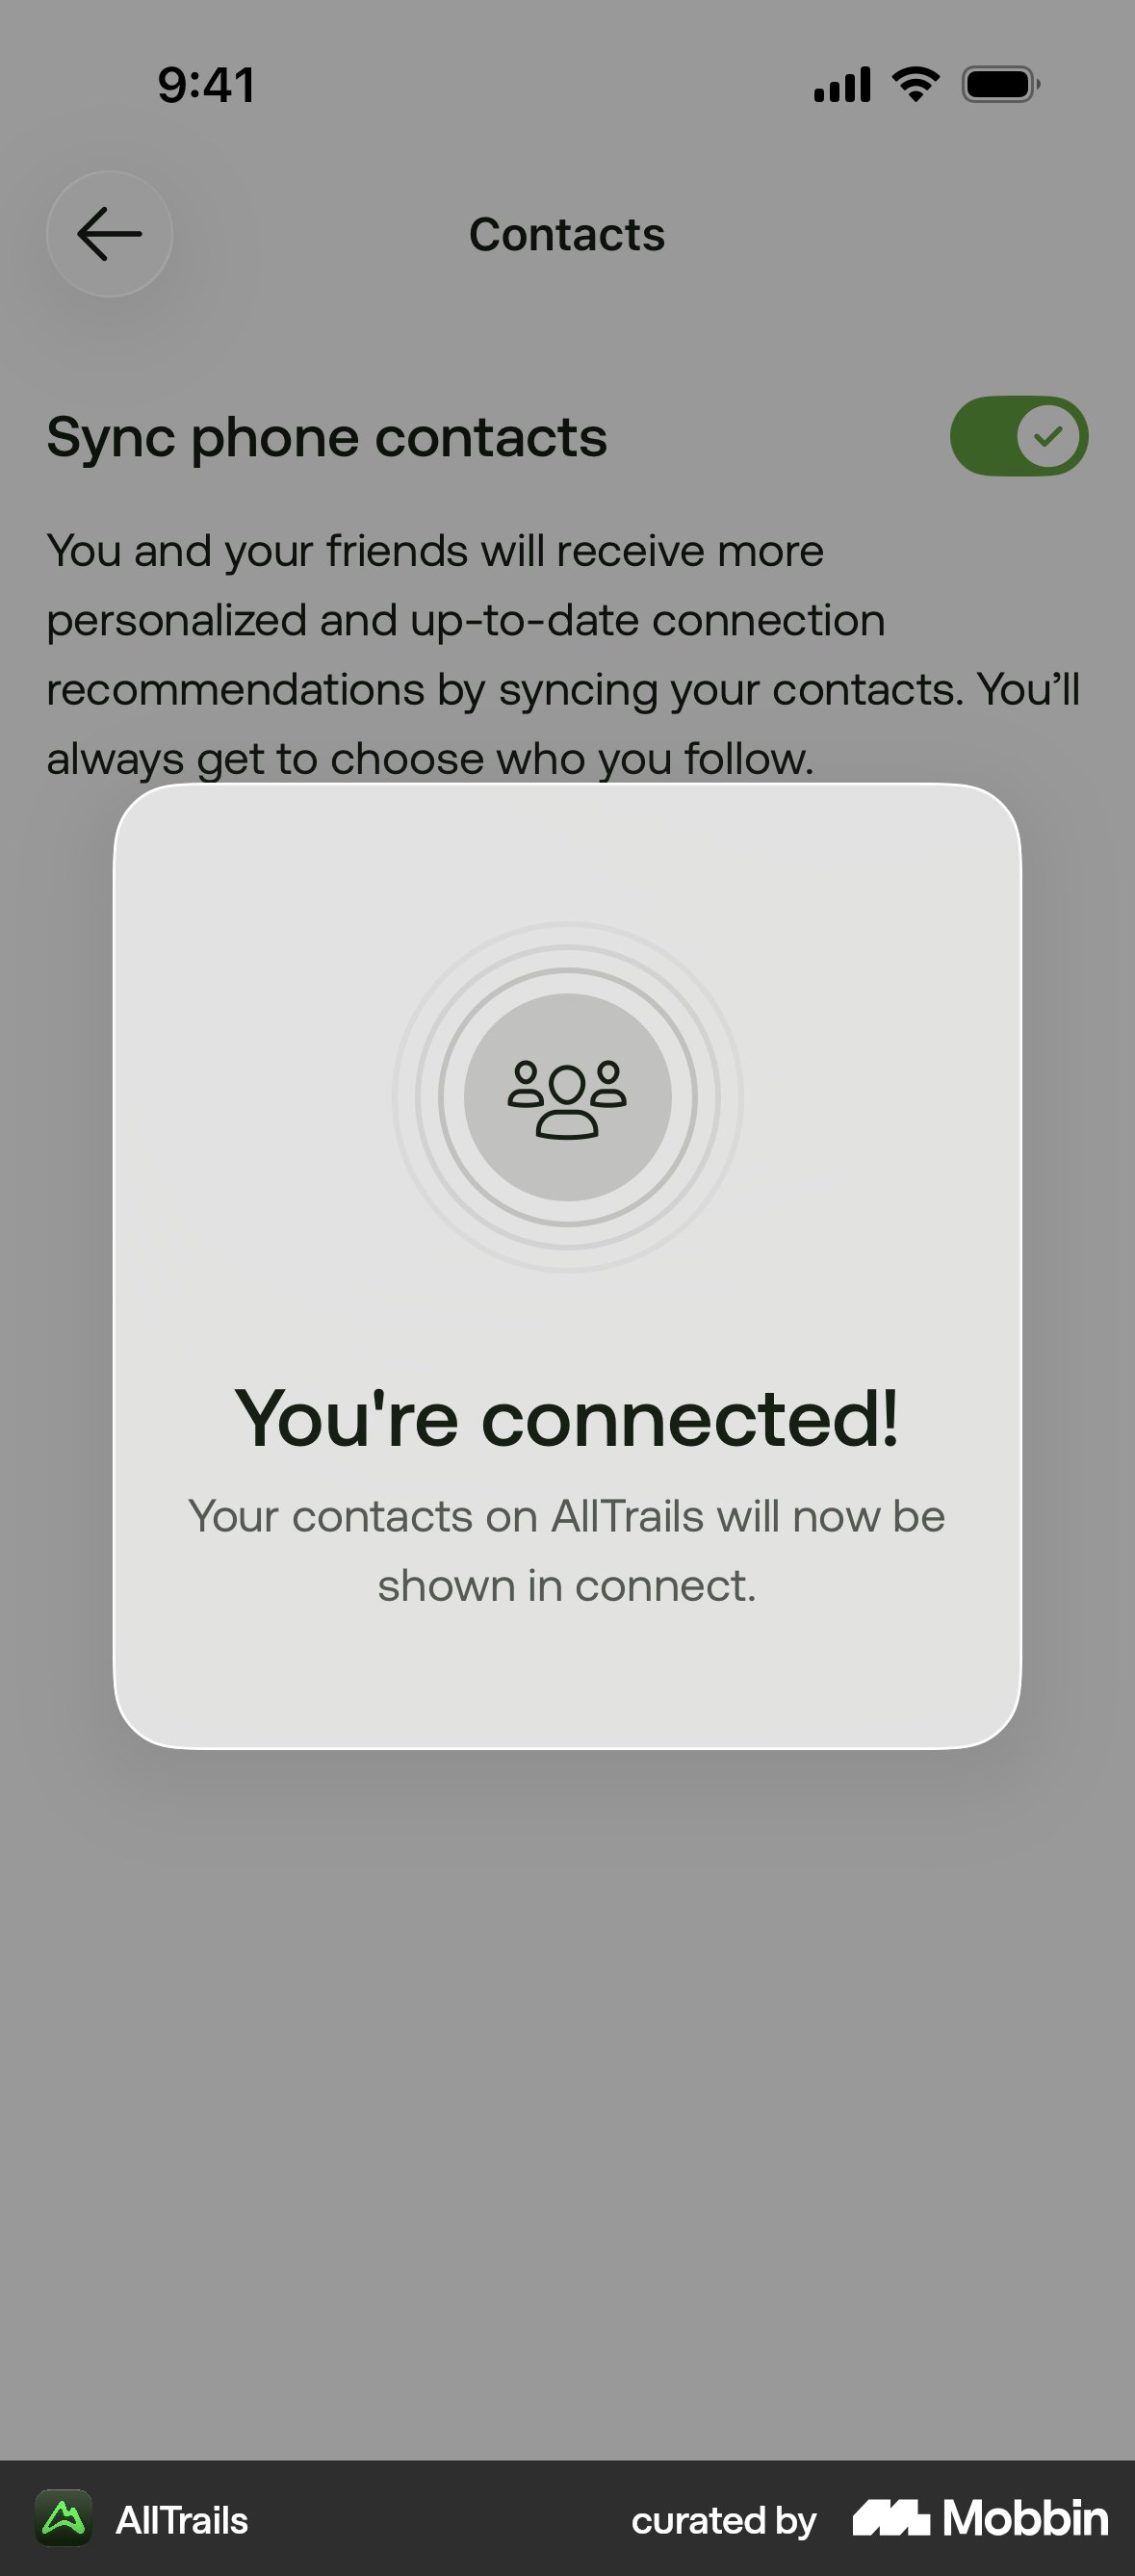 9:41
Contacts
Sync phone contacts
You and your friends will receive more
personalized and up-to-date connection
recommendations by syncing your contacts. You’ll
always get to choose who you follow.
You're connected!
Your contacts on AllTrails will now be
shown in connect.
AllTrails
curated by Mobbin